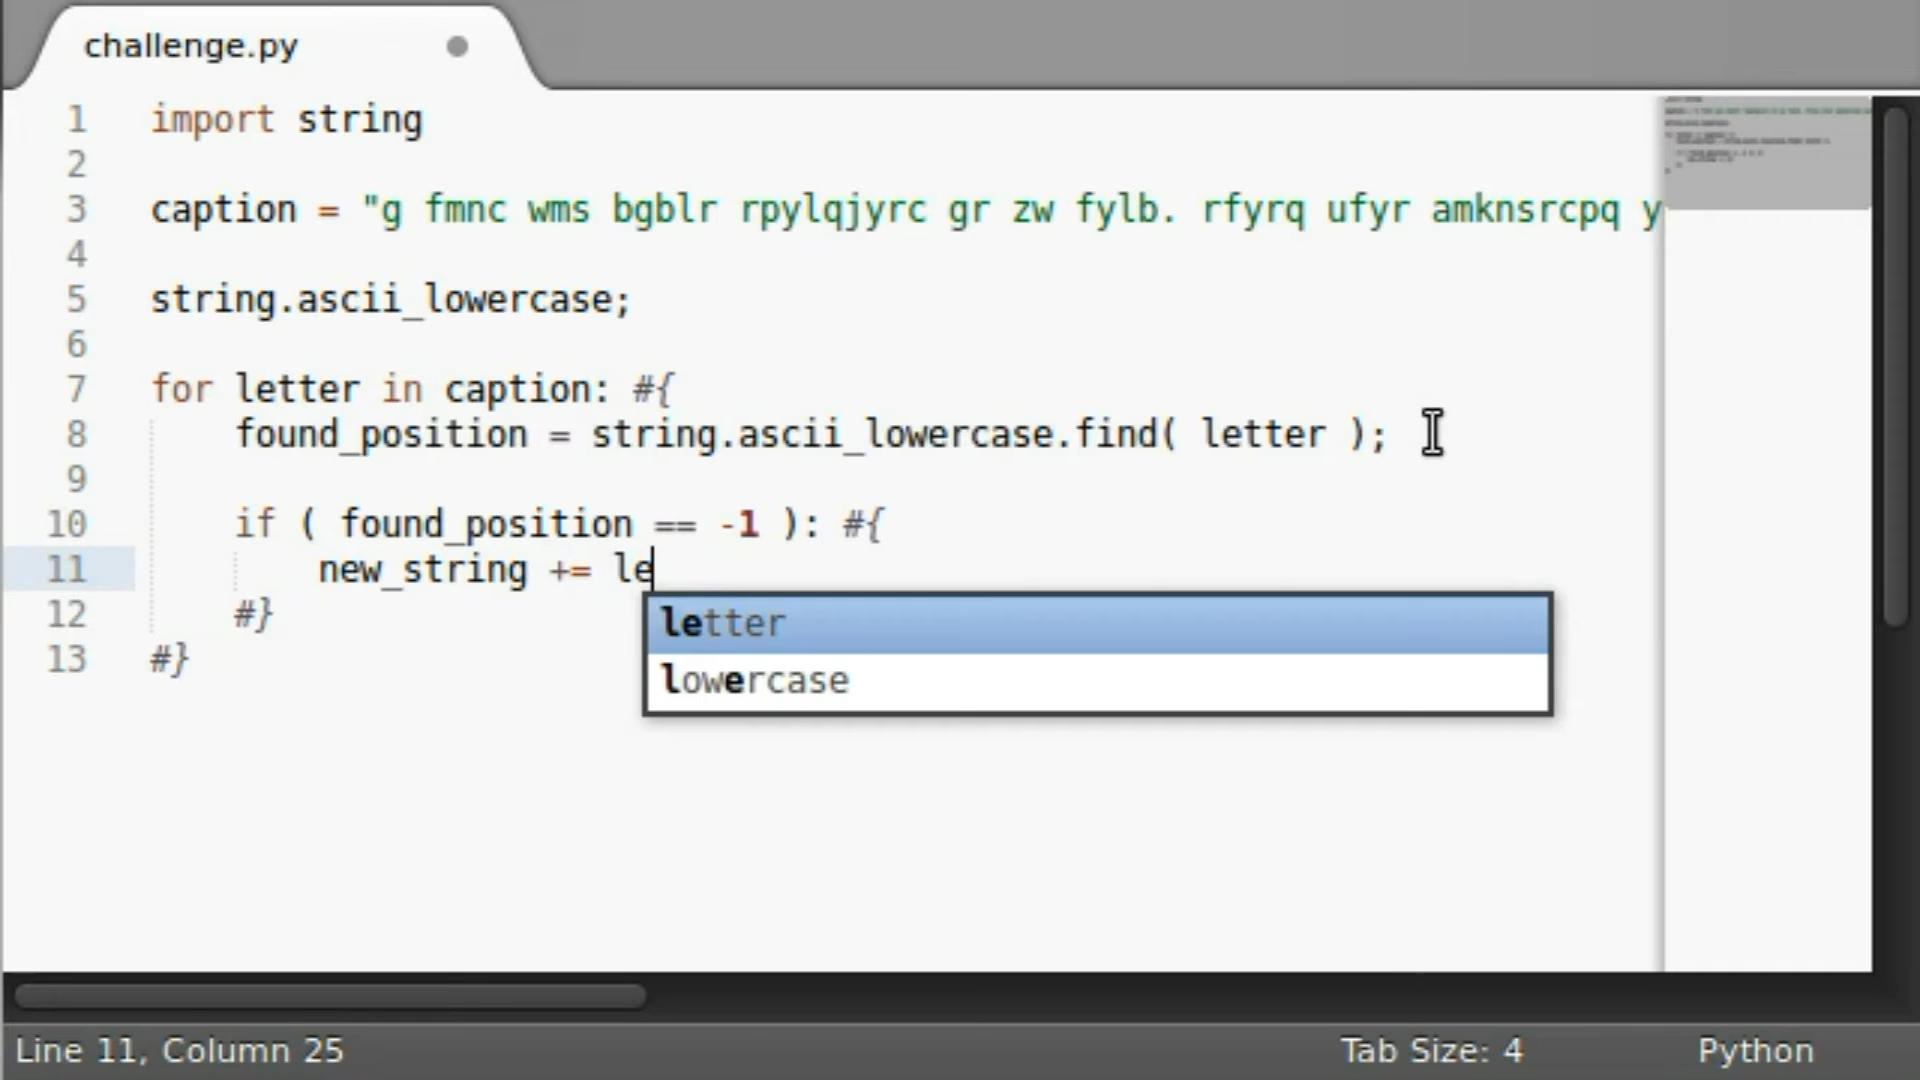 challenge.py
1 import string
2
3 caption = "g fmnc wms bgblr rpylqjyrc gr zw fylb. rfyrq ufyr amknsrcpq y
4
5 string.ascii_lowercase;
6
7 for letter in caption: #{
8 found_position = string.ascii_lowercase.find( letter );
9
10 if ( found_position == -1 ): #{
11 new_string += le
letter
lowercase
12 #}
13 #}
Line 11, Column 25
Tab Size: 4
Python